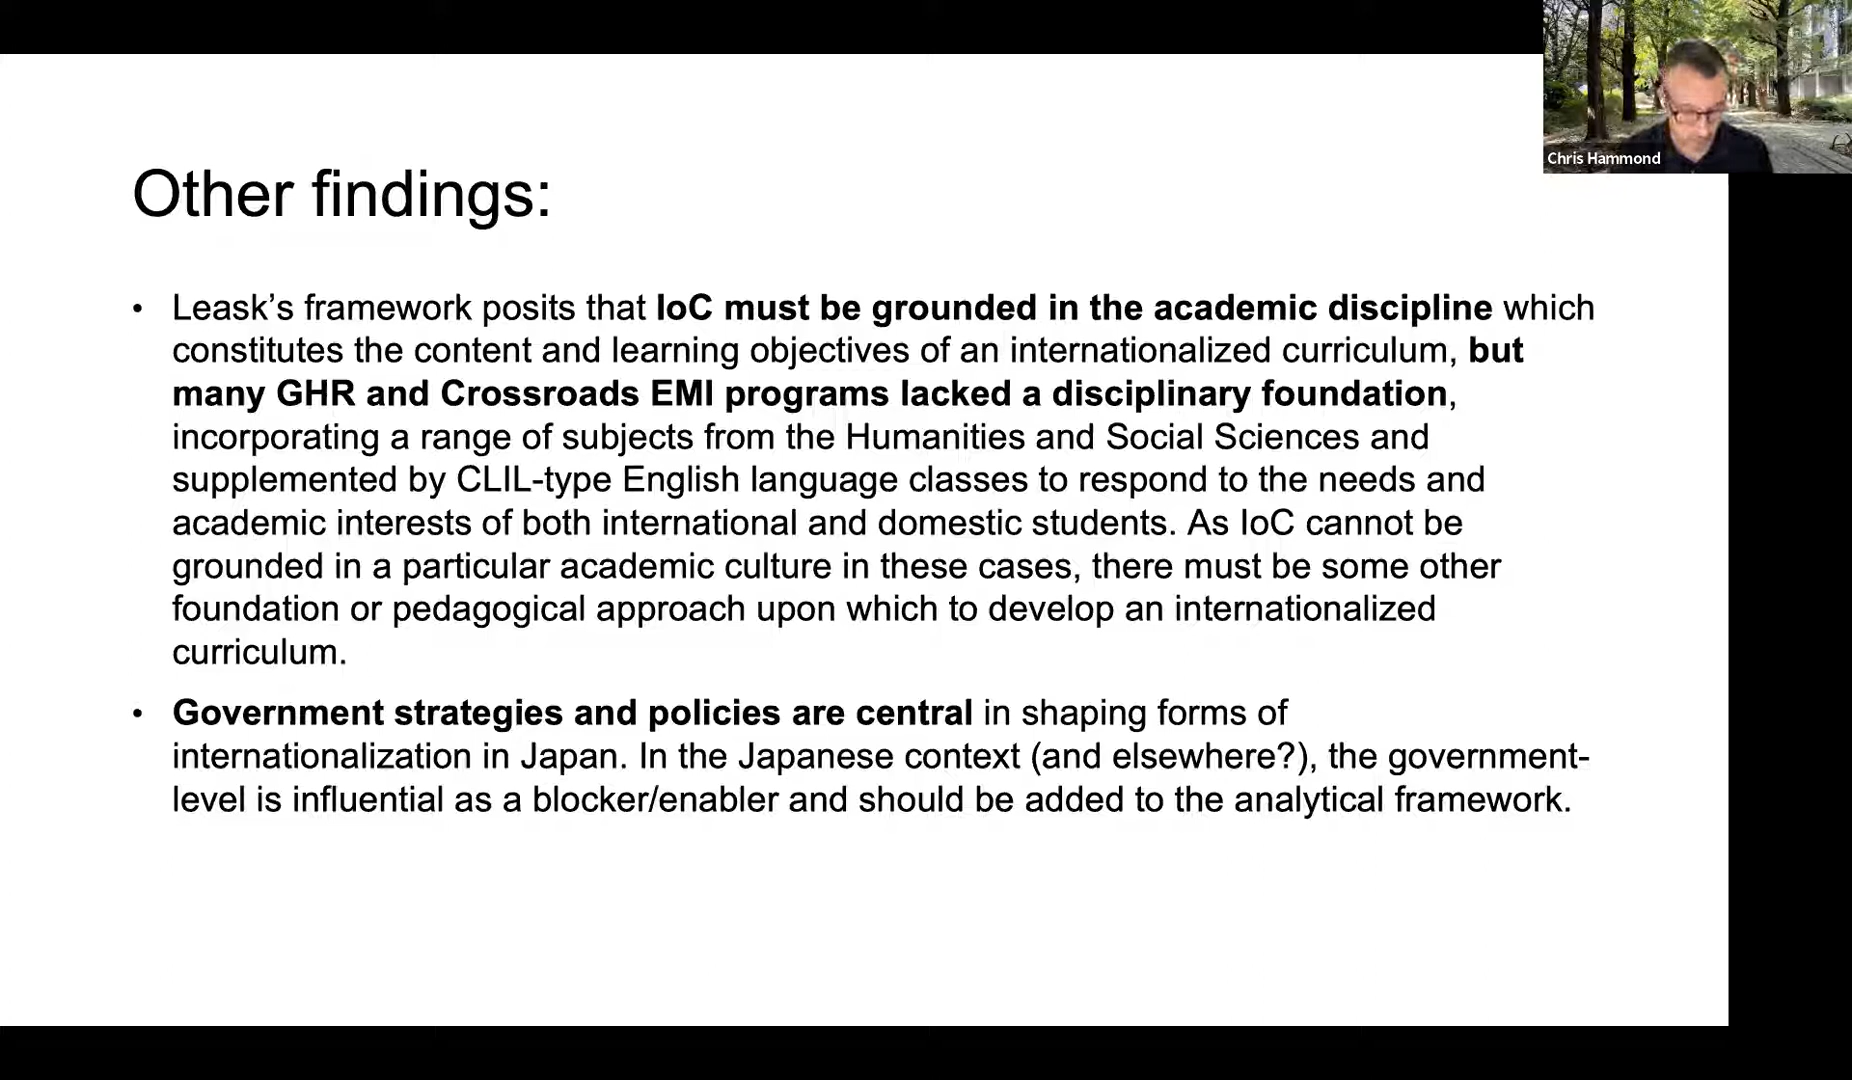 Chris Hammond
Other findings:
• Leask’s framework posits that IoC must be grounded in the academic discipline which
constitutes the content and learning objectives of an internationalized curriculum, but
many GHR and Crossroads EMI programs lacked a disciplinary foundation,
incorporating a range of subjects from the Humanities and Social Sciences and
supplemented by CLIL-type English language classes to respond to the needs and
academic interests of both international and domestic students. As IoC cannot be
grounded in a particular academic culture in these cases, there must be some other
foundation or pedagogical approach upon which to develop an internationalized
curriculum.
• Government strategies and policies are central in shaping forms of
internationalization in Japan. In the Japanese context (and elsewhere?), the government-
level is influential as a blocker/enabler and should be added to the analytical framework.